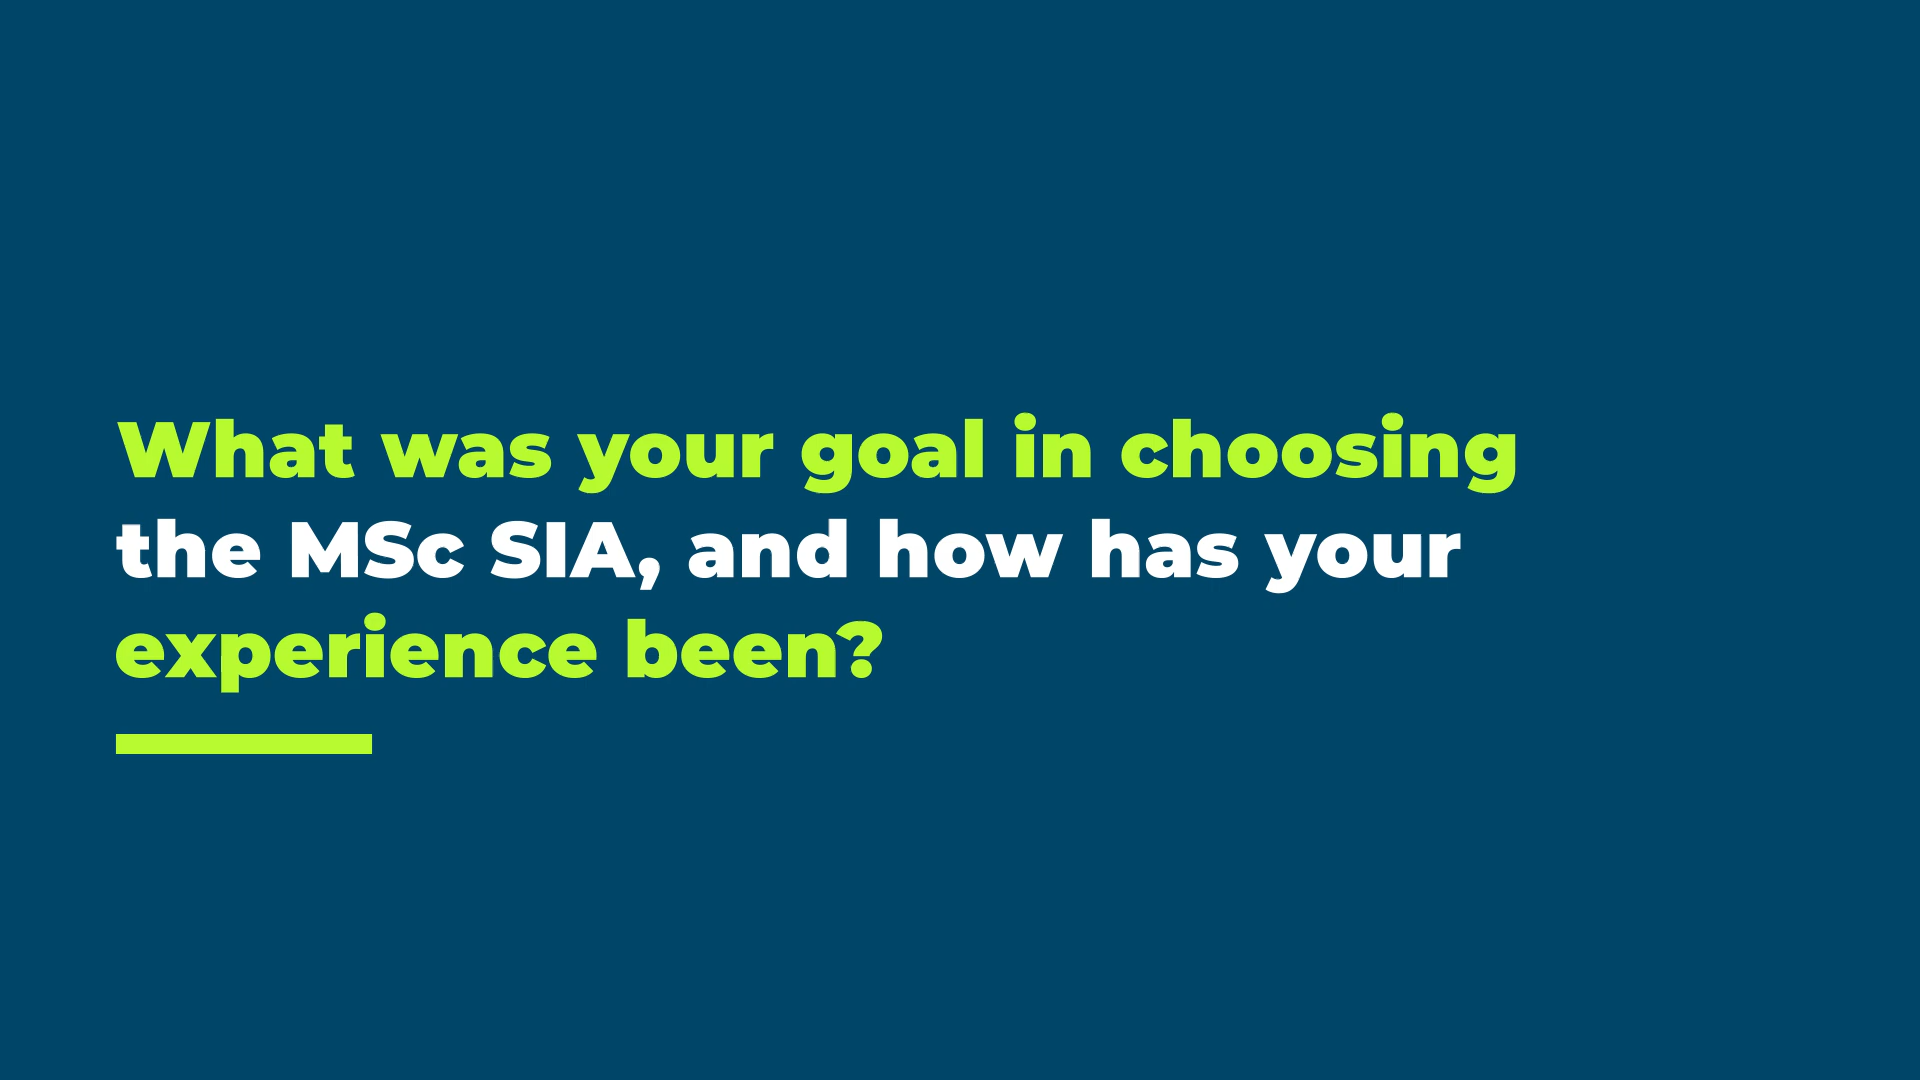 What was your goal in choosing
the MSc SIA, and how has your
experience been?